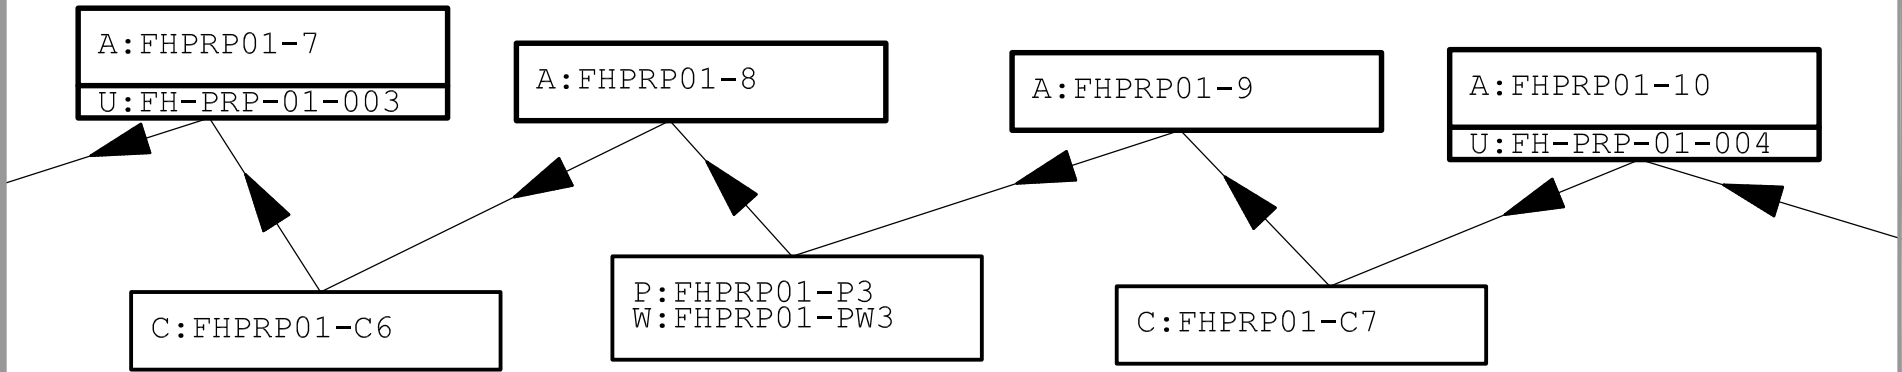 A:FHPRP01-7
U:FH-PRP-01-003
A:FHPRP01-8
A:FHPRP01-9
A:FHPRP01-10
U:FH-PRP-01-004
C:FHPRP01-C6
P:FHPRP01-P3
W:FHPRP01-PW3
C:FHPRP01-C7